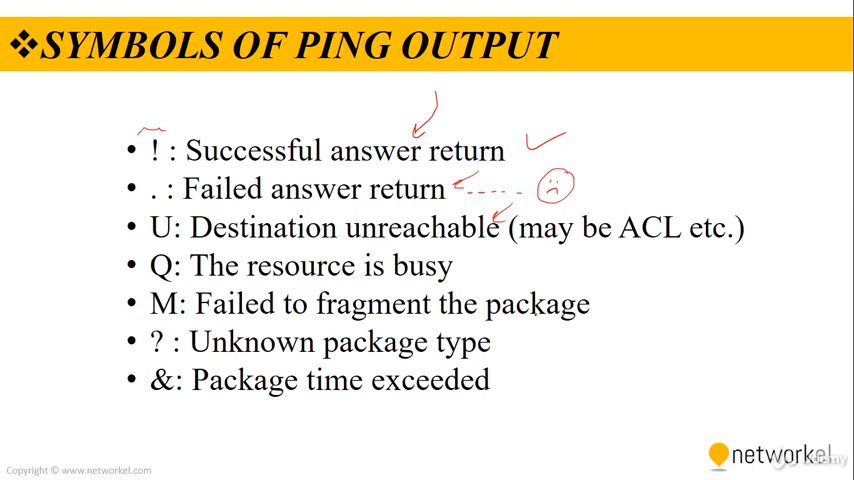 ❖SYMBOLS OF PING OUTPUT
• ! : Successful answer return
• . : Failed answer return
• U: Destination unreachable (may be ACL etc.)
• Q: The resource is busy
• M: Failed to fragment the package
• ? : Unknown package type
• &: Package time exceeded
Copyright © www.networkel.com
networkel